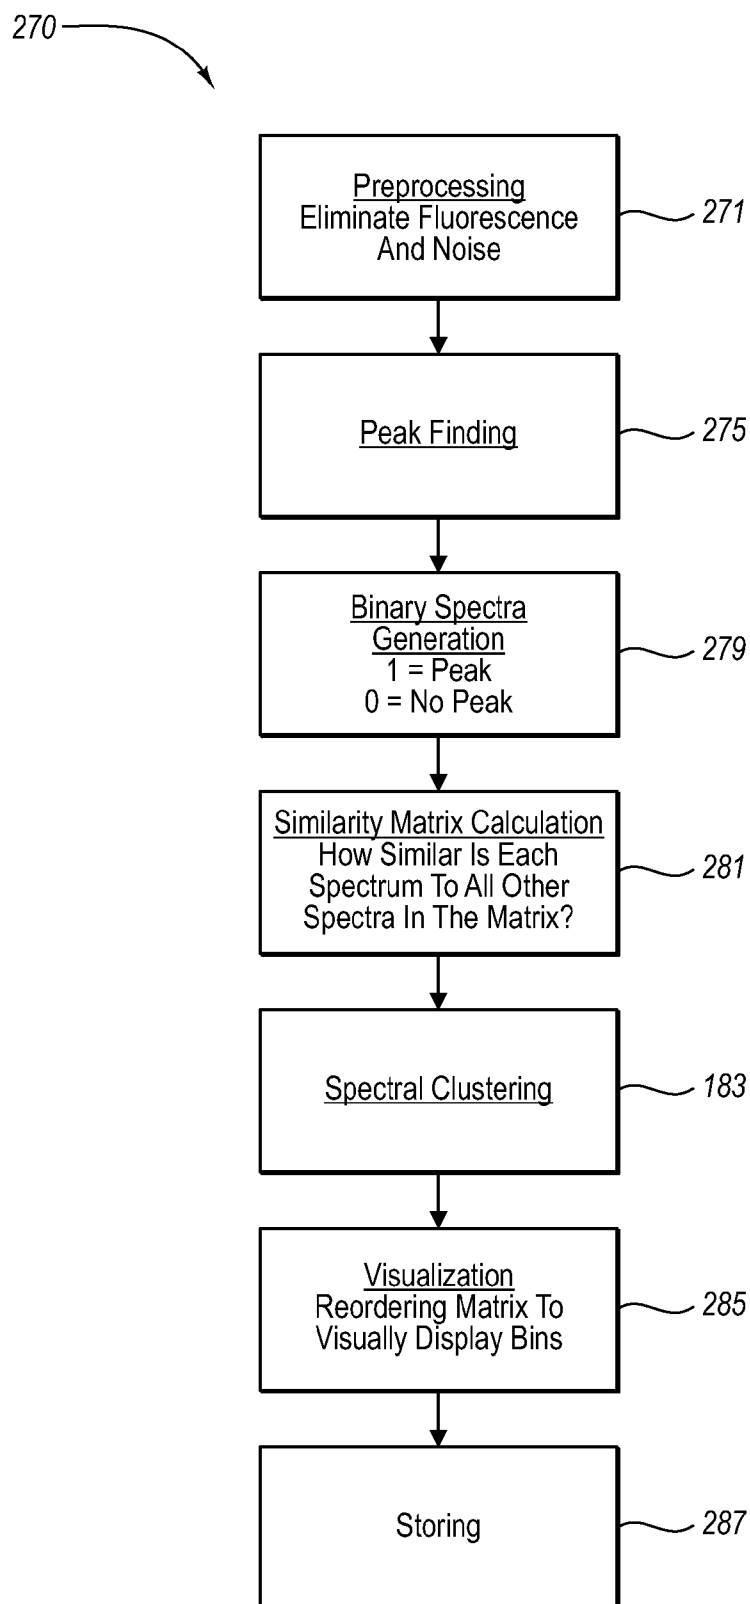 270
Preprocessing
Eliminate Fluorescence
And Noise
271
Peak Finding
275
Binary Spectra
Generation
1 = Peak
0 = No Peak
279
Similarity Matrix Calculation
How Similar Is Each
Spectrum To All Other
Spectra In The Matrix?
281
Spectral Clustering
183
Visualization
Reordering Matrix To
Visually Display Bins
285
Storing
287